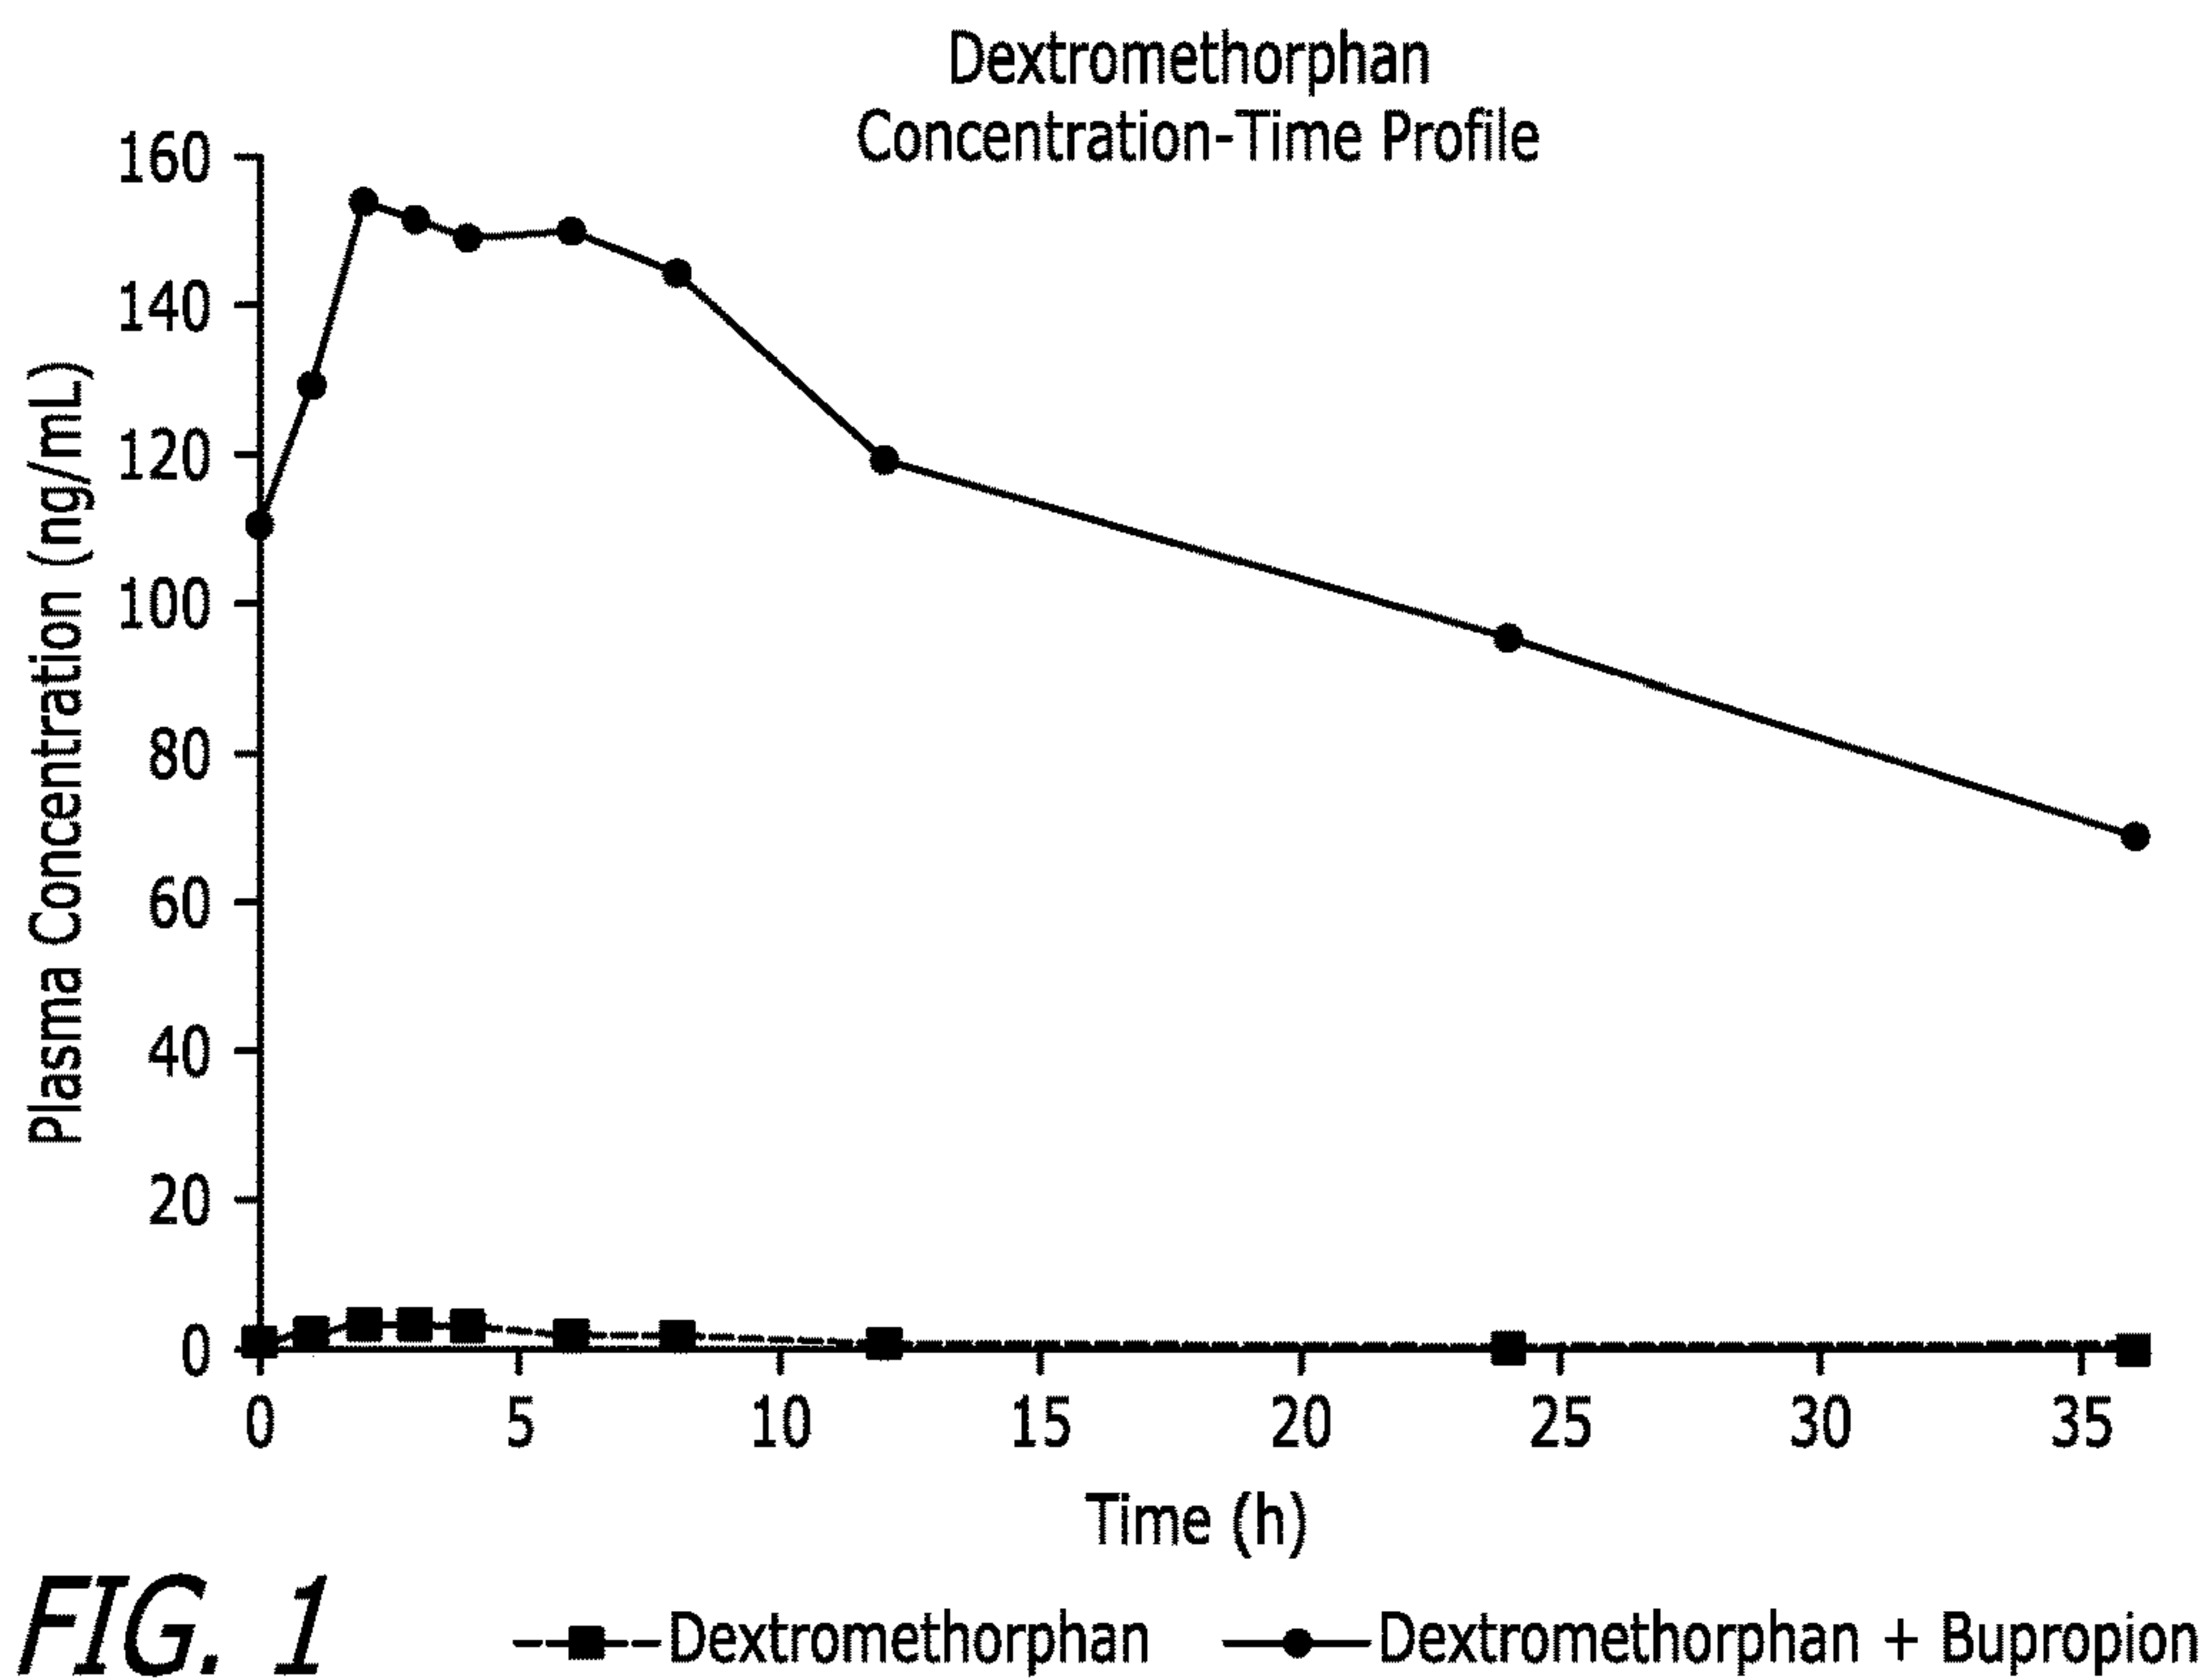 Dextromethorphan
Concentration-Time Profile
Plasma Concentration (ng/mL)
160
140
120
100
80
60
40
20
0
0 5 10 15 20 25 30 35
Time (h)
FIG. 1
Dextromethorphan Dextromethorphan + Bupropion